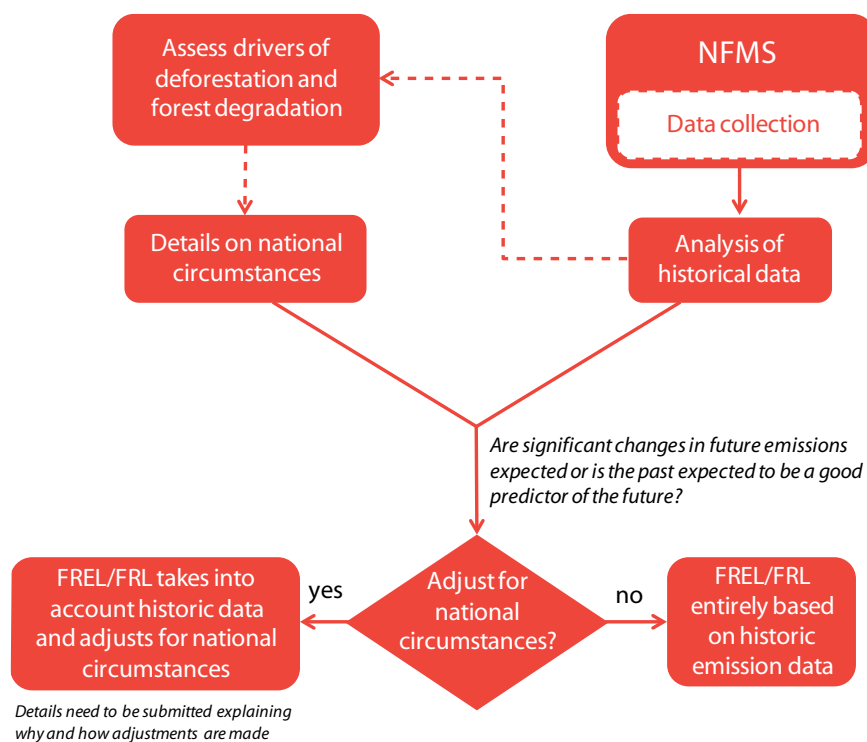 Assess drivers of
deforestation and
forest degradation
NFMS
Data collection
Details on national
circumstances
Analysis of
historical data
Are significant changes in future emissions
expected or is the past expected to be a good
predictor of the future?
FREL/FRL takes into
account historic data
and adjusts for national
circumstances
yes
Adjust for
national
circumstances?
no
FREL/FRL
entirely based
on historic
emission data
Details need to be submitted explaining
why and how adjustments are made